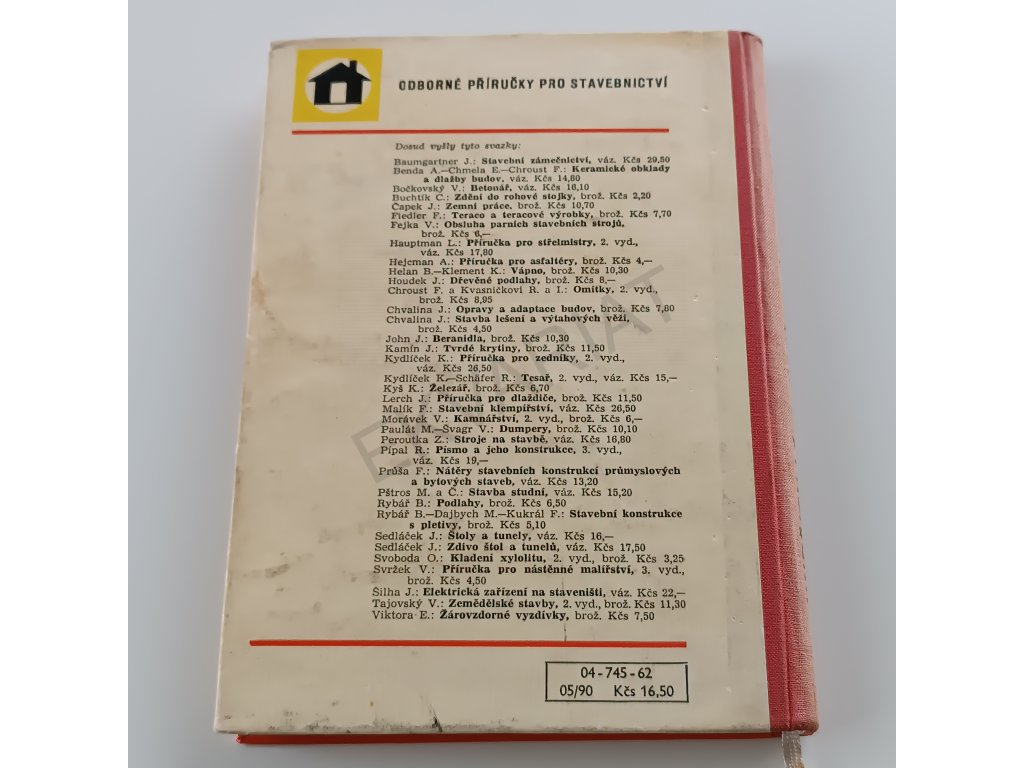 ODBORNÉ PŘÍRUČKY PRO STAVEBNICTVÍ
Dosud vyšly tyto svazky:
Baumgartner J.: Stavební zámečnictví, váz. Kčs 29,50
Benda A.—Chmela E.—Chroust F.: Keramické obklady
a dlažby budov, váz. Kčs 14,60
Bočkovský V.: Betonář, váz. Kčs 16,10
Buchtík C.: Zdění do rohové stojky, brož. Kčs 2,20
Čapek J.: Zemní práce, brož. Kčs 10,70
Fiedler F.: Teraco a teracové výrobky, brož. Kčs 7,70
Fejka V.: Obsluha parních stavebních strojů,
brož. Kčs 6,—
Hauptman L.: Příručka pro střelmistry, 2. vyd.,
váz. Kčs 17,80
Hejcman A.: Příručka pro asfaltéry, brož. Kčs 4,—
Helan B.—Klement K.: Vápno, brož. Kčs 10,30
Houdek J.: Dřevěné podlahy, brož. Kčs 8,—
Chroust F. a Kvasničkovi R. a I.: Omítky, 2. vyd.,
brož. Kčs 8,95
Chvalina J.: Opravy a adaptace budov, brož. Kčs 7,80
Chvalina J.: Stavba lešení a výtahových věží,
brož. Kčs 4,50
John J.: Beranidla, brož. Kčs 10,30
Kamín J.: Tvrdé krytiny, brož. Kčs 11,50
Kydlíček K.: Příručka pro zedníky, 2. vyd.,
váz. Kčs 26,50
Kydlíček K.—Schäfer R.: Tesař, 2. vyd., váz. Kčs 15,—
Kyš K.: Železář, brož. Kčs 6,70
Lerch J.: Příručka pro dlaždiče, brož. Kčs 11,50
Malík F.: Stavební klempířství, váz. Kčs 26,50
Morávek V.: Kamnářství, 2. vyd., brož. Kčs 6,—
Paulát M.—Švagr V.: Dumpery, brož. Kčs 10,10
Peroutka Z.: Stroje na stavbě, váz. Kčs 16,80
Pípal R.: Písmo a jeho konstrukce, 3. vyd.,
váz. Kčs 19,—
Průša F.: Nátěry stavebních konstrukcí průmyslových
a bytových staveb, váz. Kčs 13,20
Pštros M. a Č.: Stavba studní, váz. Kčs 15,20
Rybář B.: Podlahy, brož. Kčs 6,50
Rybář B.—Dajbych M.—Kukrál F.: Stavební konstrukce
s pletivy, brož. Kčs 5,10
Sedláček J.: Štoly a tunely, váz. Kčs 16,—
Sedláček J.: Zdivo štol a tunelů, váz. Kčs 17,50
Svoboda O.: Kladení xylolitu, 2. vyd., brož. Kčs 3,25
Svržek V.: Příručka pro nástěnné malířství, 3. vyd.,
brož. Kčs 4,50
Šilha J.: Elektrická zařízení na staveništi, váz. Kčs 22,—
Tajovský V.: Zemědělské stavby, 2. vyd., brož. Kčs 11,30
Viktora E.: Žárovzdorné vyzdívky, brož. Kčs 7,50
04-745-62
05/90 Kčs 16,50